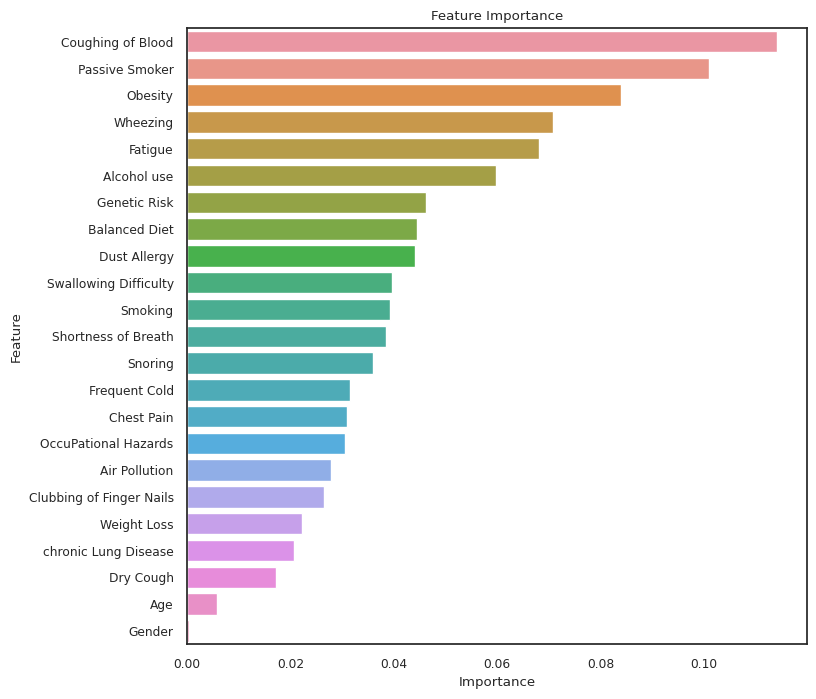 Feature Importance
Coughing of Blood
Passive Smoker
Obesity
Wheezing
Fatigue
Alcohol use
Genetic Risk
Balanced Diet
Dust Allergy
Swallowing Difficulty
Smoking
Shortness of Breath
Snoring
Frequent Cold
Chest Pain
OccuPational Hazards
Air Pollution
Clubbing of Finger Nails
Weight Loss
chronic Lung Disease
Dry Cough
Age
Gender
Feature
0.00 0.02 0.04 0.06 0.08 0.10
Importance